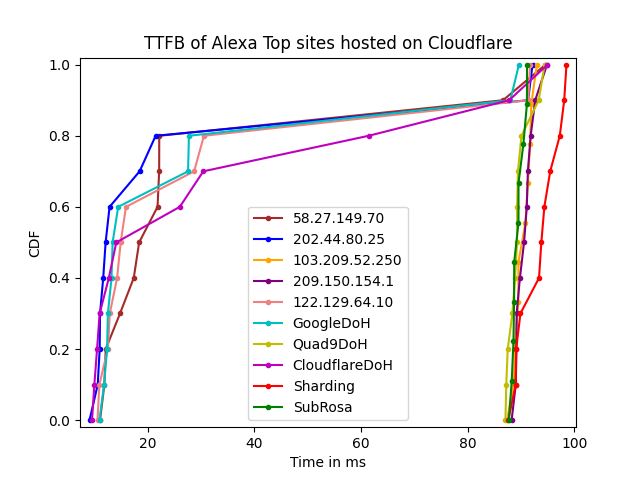 TTFB of Alexa Top sites hosted on Cloudflare
1.0
0.8
0.6
0.4
0.2
0.0
CDF
58.27.149.70
202.44.80.25
103.209.52.250
209.150.154.1
122.129.64.10
GoogleDoH
Quad9DoH
CloudflareDoH
Sharding
SubRosa
20 40 60 80 100
Time in ms